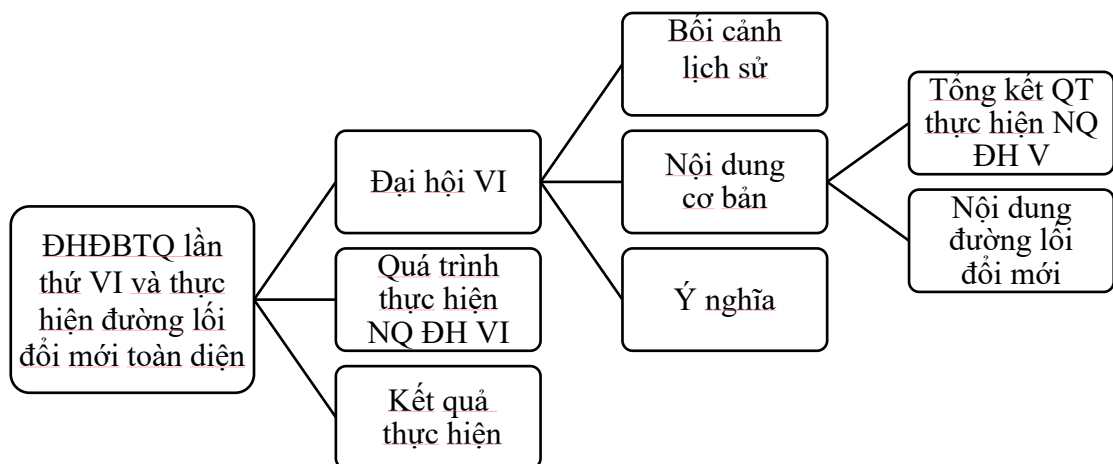 ĐHĐBTQ lần
thứ VI và thực
hiện đường lối
đổi mới toàn diện
Đại hội VI
Bối cảnh
lịch sử
Nội dung
cơ bản
Tổng kết QT
thực hiện NQ
ĐH V
Nội dung
đường lối
đổi mới
Ý nghĩa
Quá trình
thực hiện
NQ ĐH VI
Kết quả
thực hiện